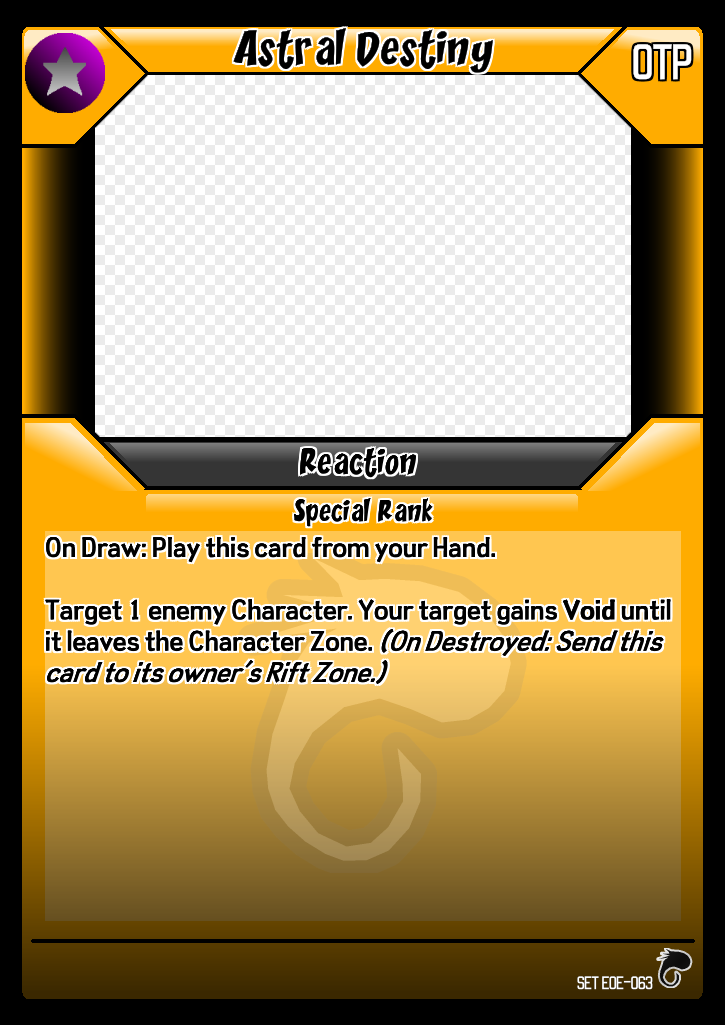 Astral Destiny
OTP
Reaction
Special Rank
On Draw: Play this card from your Hand.
Target 1 enemy Character. Your target gains Void until
it leaves the Character Zone. (On Destroyed: Send this
card to its owner's Rift Zone.)
SET EOE-063